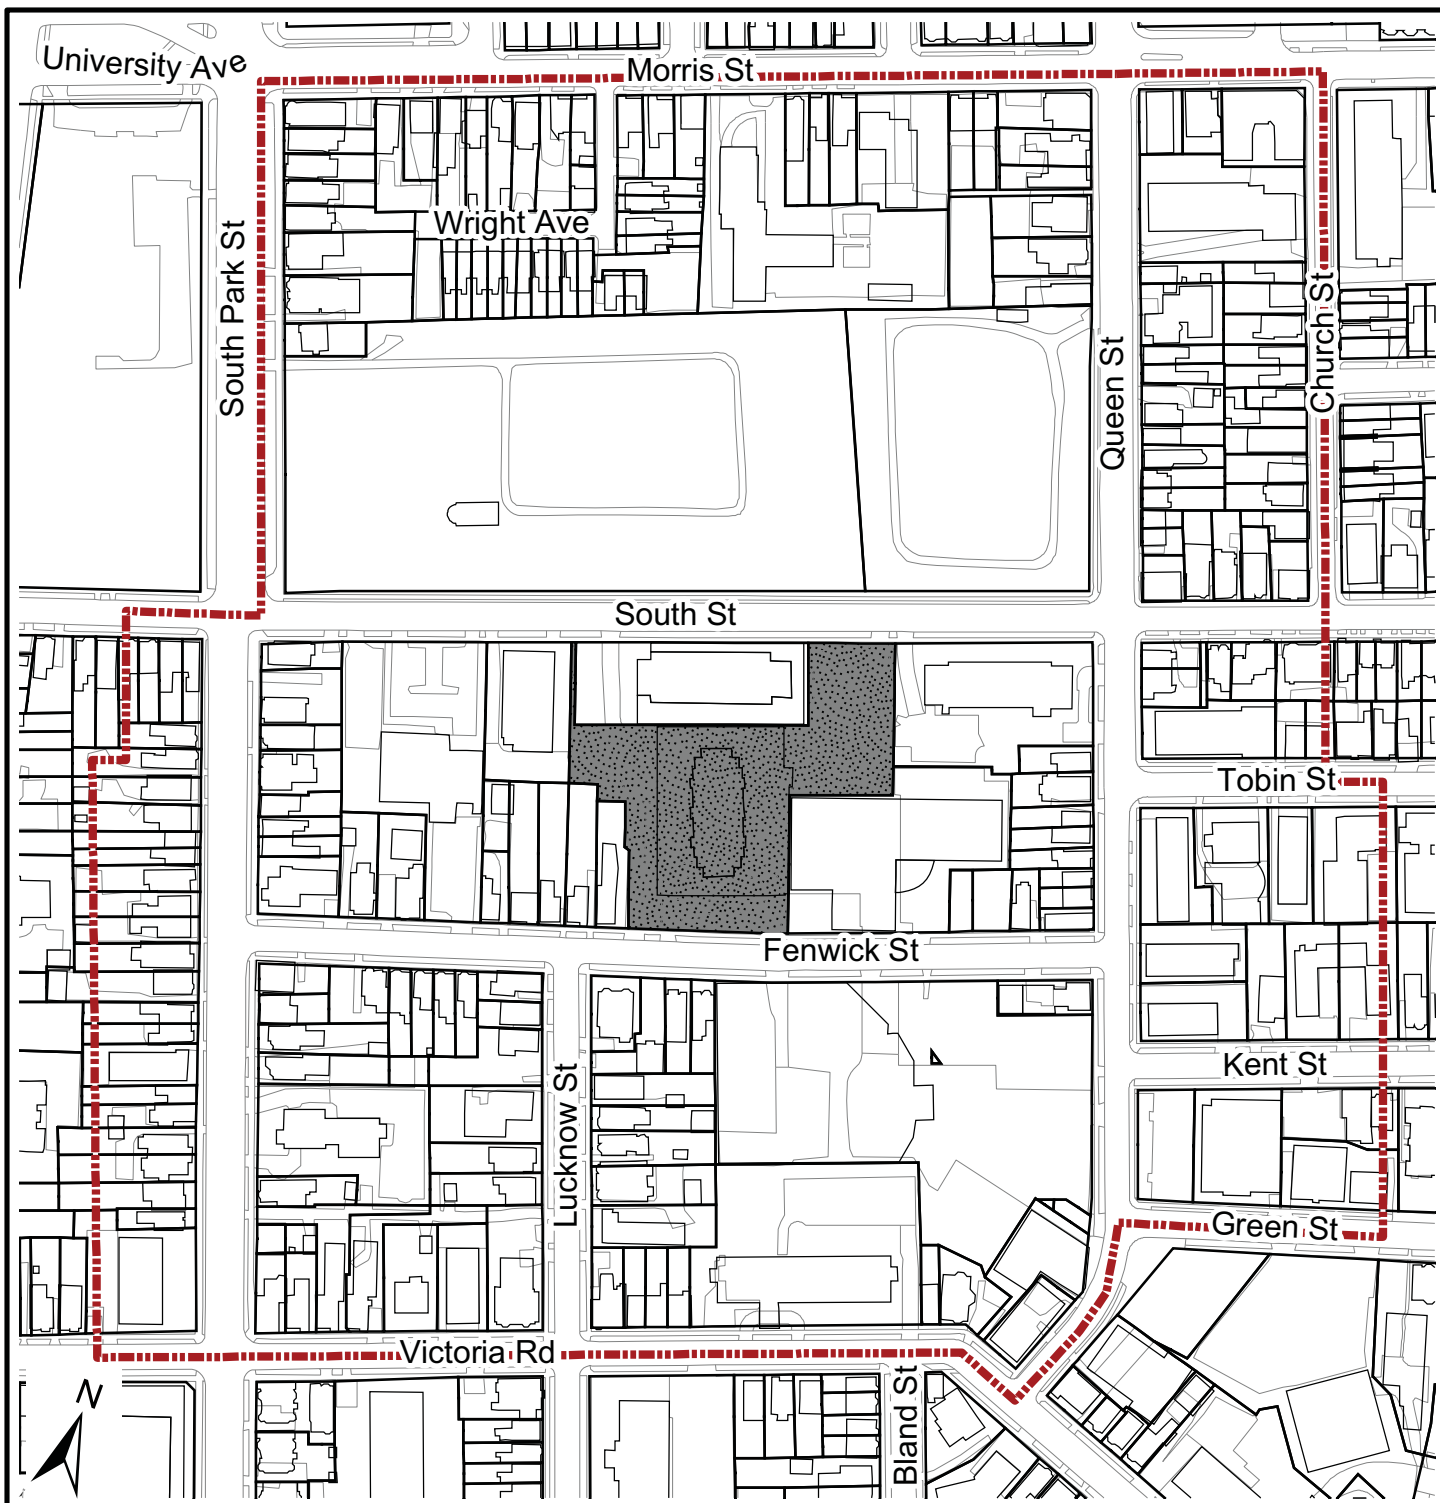 University Ave
Morris St
Wright Ave
South Park St
Church St
Queen St
South St
Tobin St
Fenwick St
Kent St
Lucknow St
Green St
Victoria Rd
Bland St
N